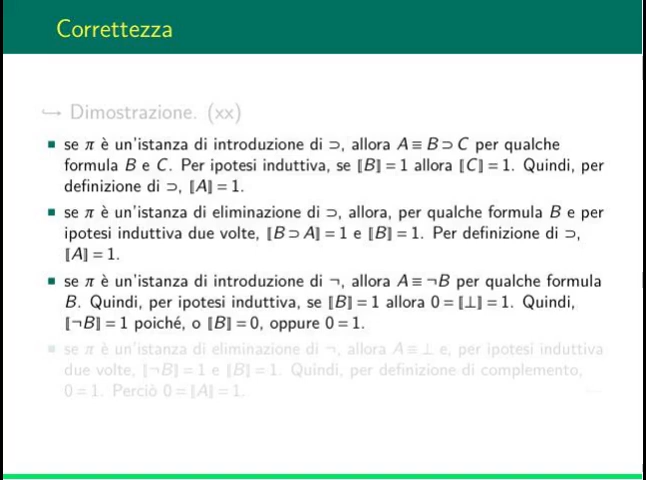 Correttezza
↪ Dimostrazione. (xx)
▪ se π è un'istanza di introduzione di ⊃, allora A ≡ B ⊃ C per qualche
formula B e C. Per ipotesi induttiva, se ⟦B⟧ = 1 allora ⟦C⟧ = 1. Quindi, per
definizione di ⊃, ⟦A⟧ = 1.
▪ se π è un'istanza di eliminazione di ⊃, allora, per qualche formula B e per
ipotesi induttiva due volte, ⟦B ⊃ A⟧ = 1 e ⟦B⟧ = 1. Per definizione di ⊃,
⟦A⟧ = 1.
▪ se π è un'istanza di introduzione di ¬, allora A ≡ ¬B per qualche formula
B. Quindi, per ipotesi induttiva, se ⟦B⟧ = 1 allora 0 = ⟦⊥⟧ = 1. Quindi,
⟦¬B⟧ = 1 poiché, o ⟦B⟧ = 0, oppure 0 = 1.
▪ se π è un'istanza di eliminazione di ¬, allora A ≡ ⊥ e, per ipotesi induttiva
due volte, ⟦¬B⟧ = 1 e ⟦B⟧ = 1. Quindi, per definizione di complemento,
0 = 1. Perciò 0 = ⟦A⟧ = 1.